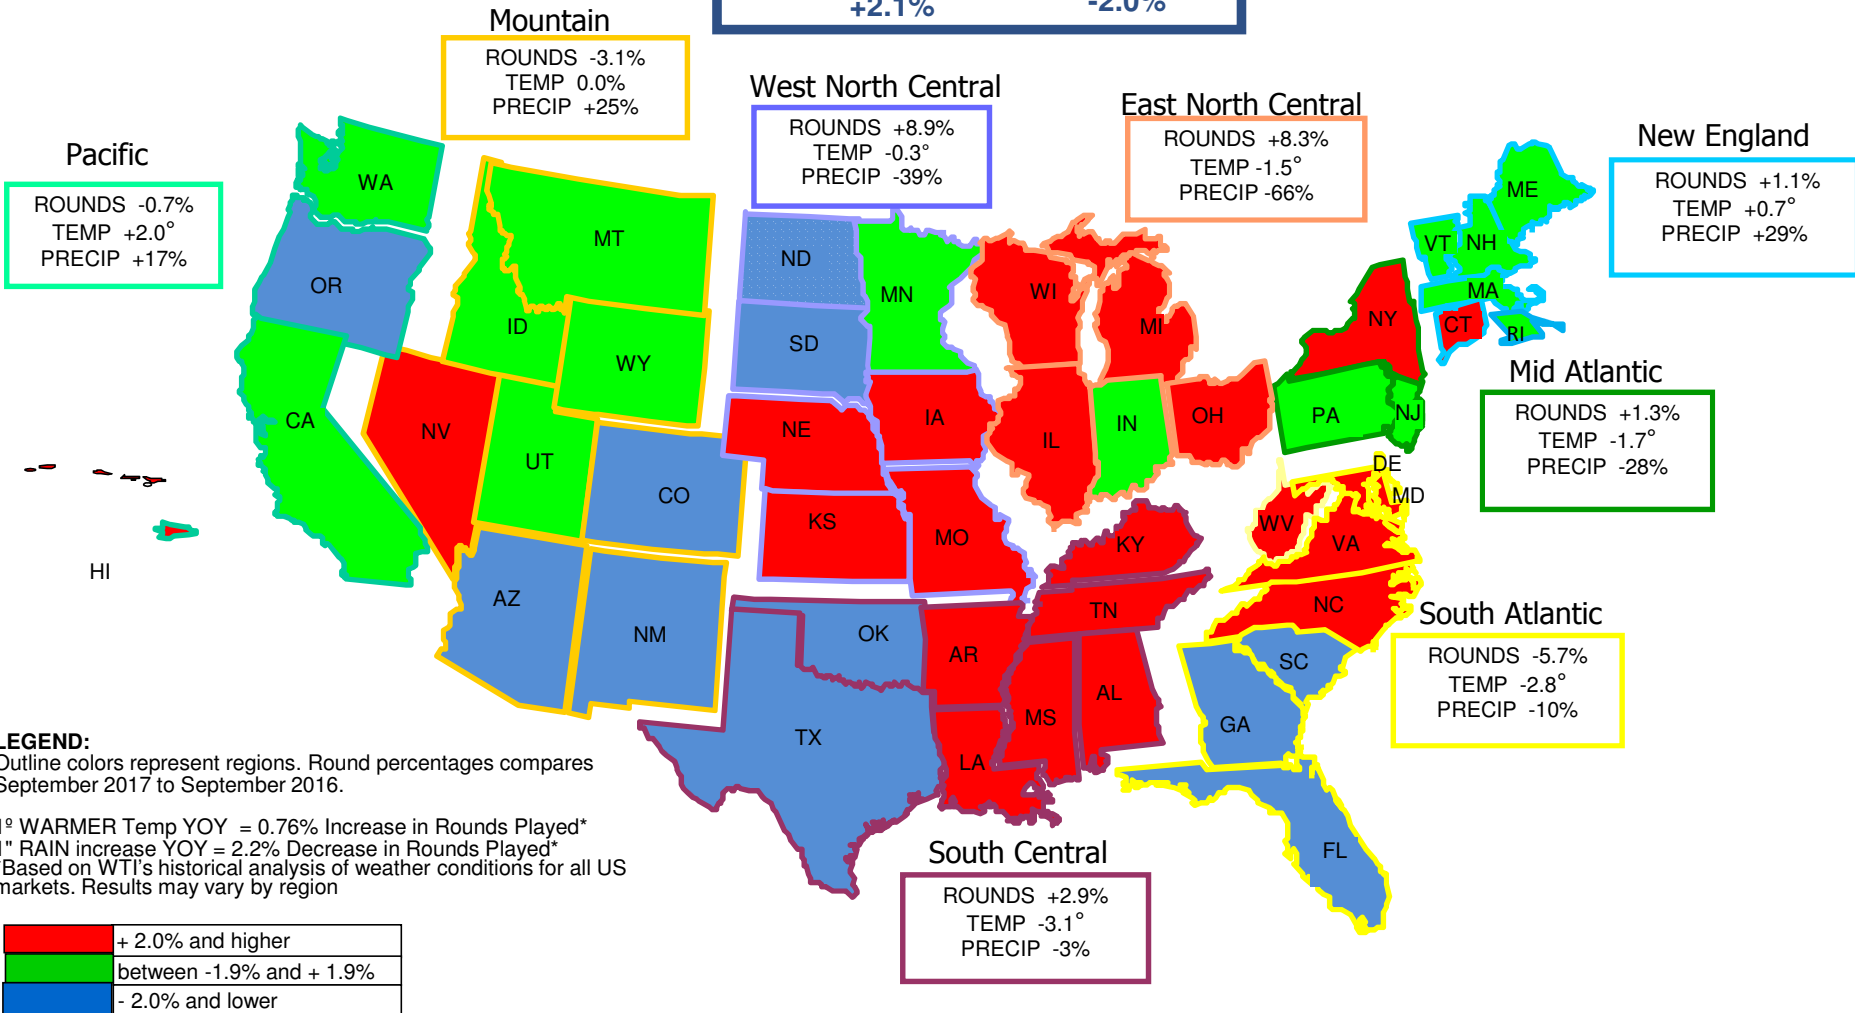 +2.1% -2.0%
Mountain
ROUNDS -3.1%
TEMP 0.0%
PRECIP +25%
West North Central
ROUNDS +8.9%
TEMP -0.3°
PRECIP -39%
East North Central
ROUNDS +8.3%
TEMP -1.5°
PRECIP -66%
New England
ROUNDS +1.1%
TEMP +0.7°
PRECIP +29%
Pacific
ROUNDS -0.7%
TEMP +2.0°
PRECIP +17%
WA
OR
CA
HI
MT
ID
WY
NV
UT
CO
AZ
NM
ND
SD
MN
NE
IA
KS
MO
WI
MI
IL
IN
OH
ME
VT
NH
MA
CT
RI
NY
PA
NJ
Mid Atlantic
ROUNDS +1.3%
TEMP -1.7°
PRECIP -28%
DE
MD
WV
VA
NC
SC
GA
FL
South Atlantic
ROUNDS -5.7%
TEMP -2.8°
PRECIP -10%
KY
TN
OK
AR
TX
LA
MS
AL
South Central
ROUNDS +2.9%
TEMP -3.1°
PRECIP -3%
LEGEND:
Outline colors represent regions. Round percentages compares
September 2017 to September 2016.
1º WARMER Temp YOY = 0.76% Increase in Rounds Played*
1" RAIN increase YOY = 2.2% Decrease in Rounds Played*
*Based on WTI's historical analysis of weather conditions for all US
markets. Results may vary by region
+ 2.0% and higher
between -1.9% and + 1.9%
- 2.0% and lower